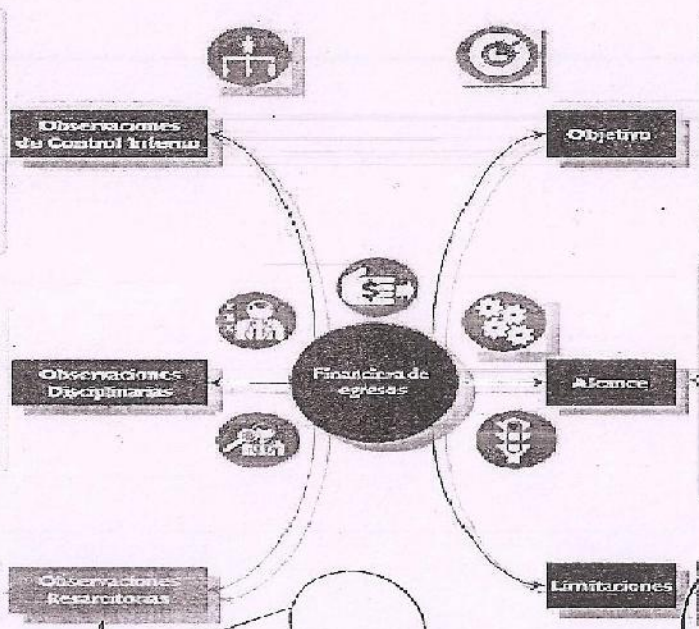 Observaciones
de Control Interno
Objetivo
Financiera de
egresos
Observaciones
Disciplinarias
Alcance
Observaciones
Resarcitorias
Limitaciones